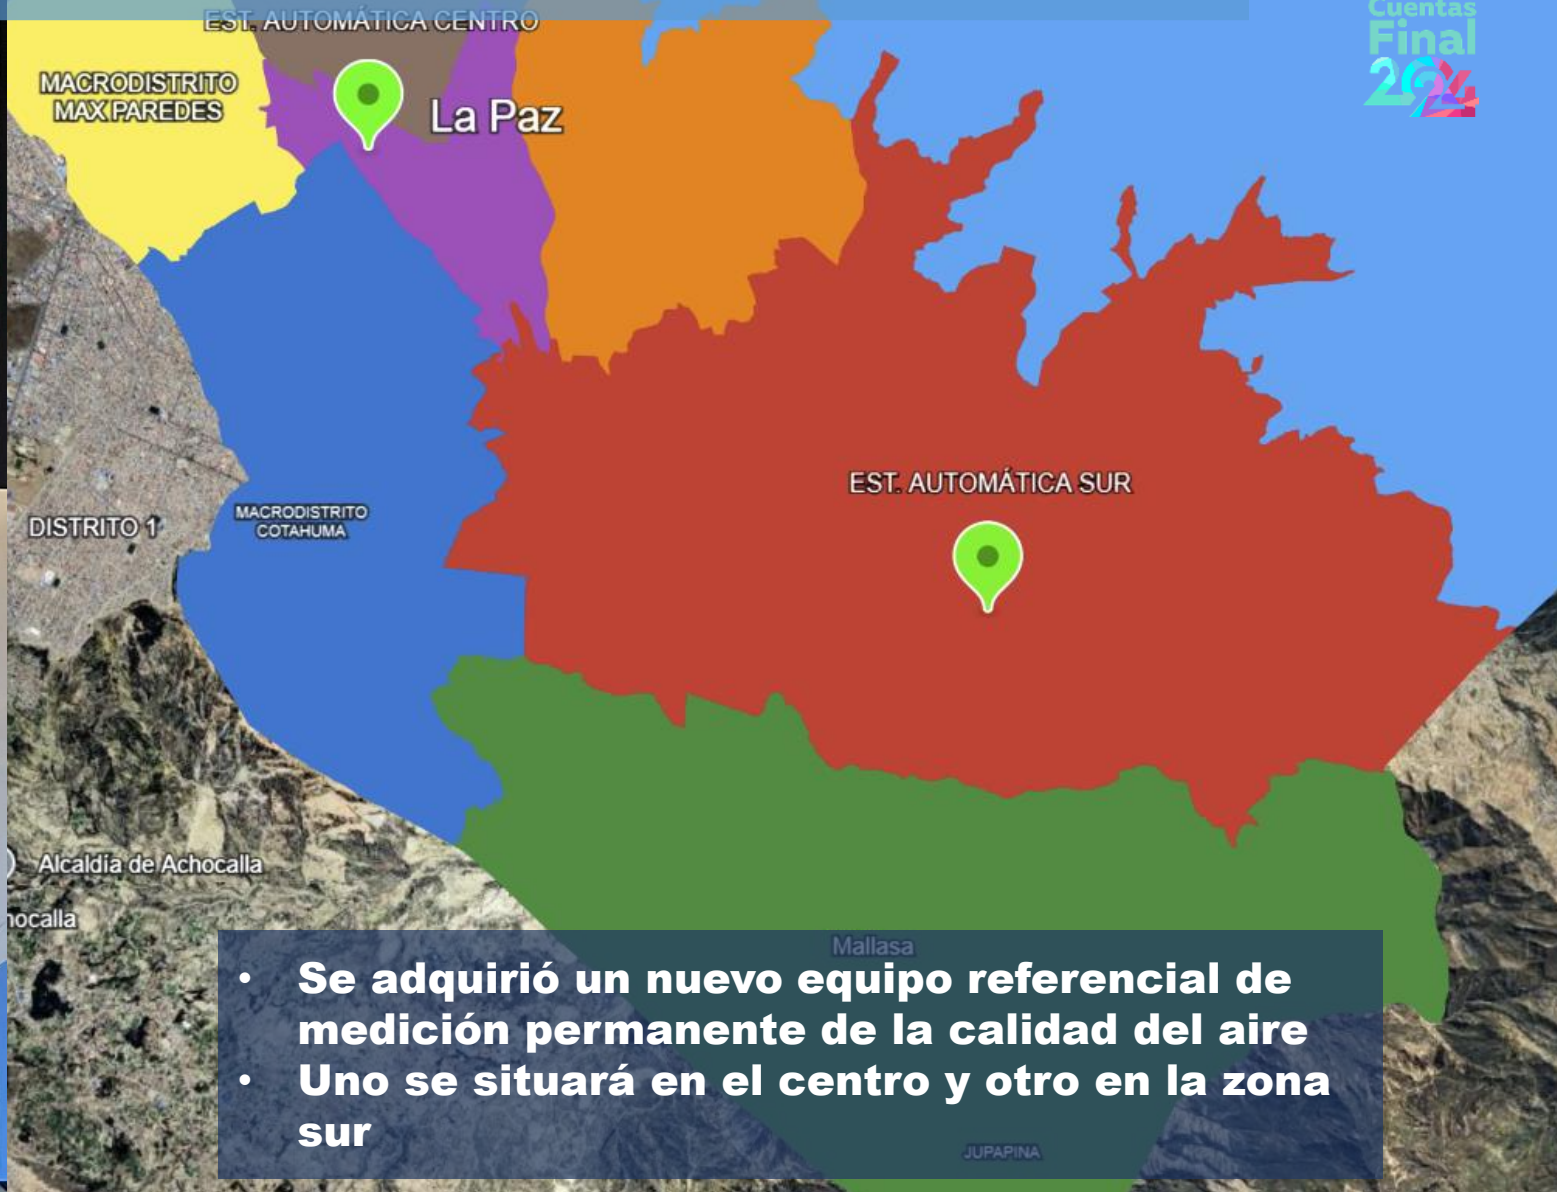 Cuentas
Final
2024
EST. AUTOMÁTICA CENTRO
MACRODISTRITO
MAX PAREDES
La Paz
EST. AUTOMÁTICA SUR
MACRODISTRITO
COTAHUMA
DISTRITO 1
Alcaldía de Achocalla
hocalla
Mallasa
• Se adquirió un nuevo equipo referencial de
medición permanente de la calidad del aire
• Uno se situará en el centro y otro en la zona
sur
JUPAPINA